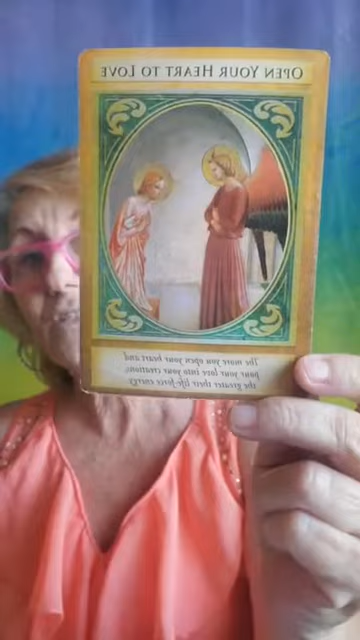 OPEN YOUR HEART TO LOVE
The more you open your heart and
pour your love into your creations,
the greater their life-force energy.